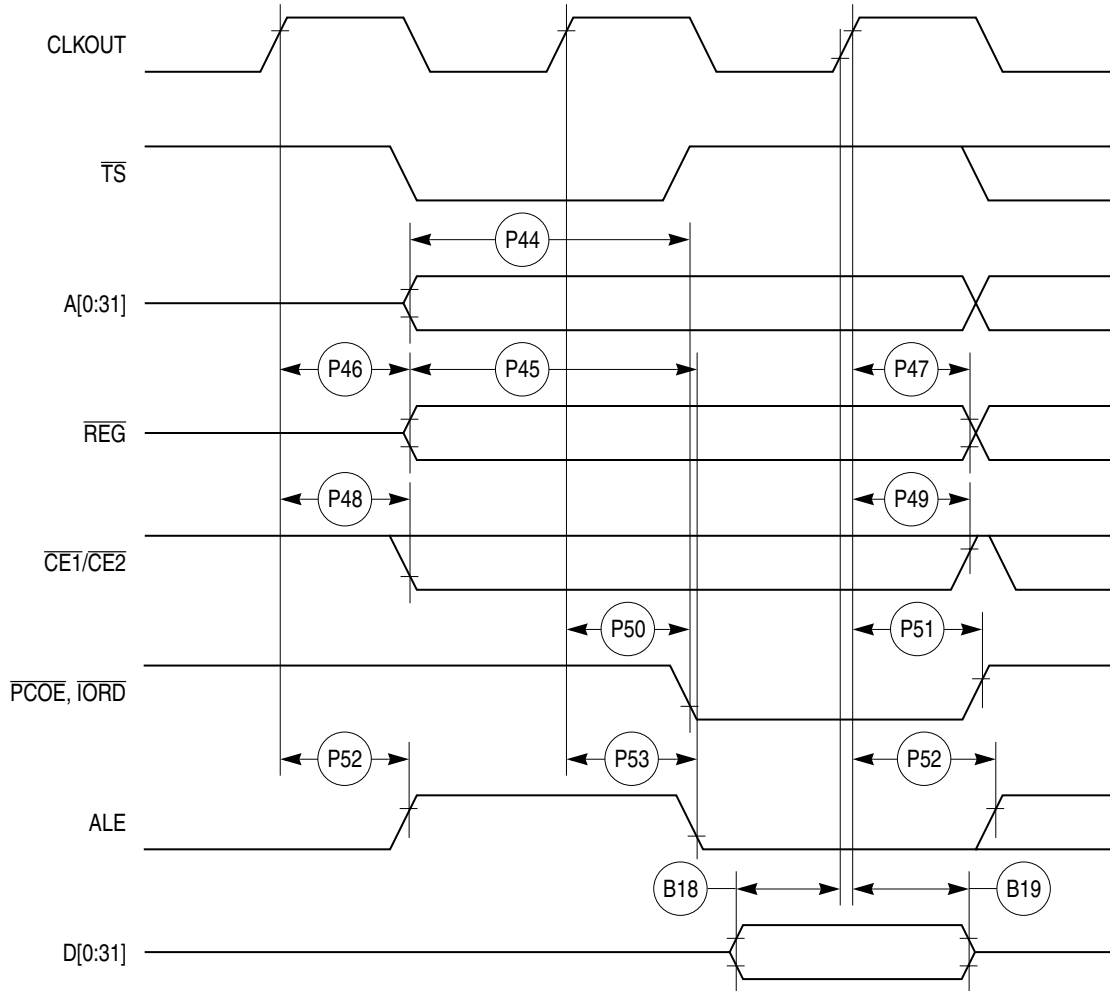 CLKOUT
TS
P44
A[0:31]
P46
P45
P47
REG
P48
P49
CE1/CE2
P50
P51
PCOE, IORD
P52
P53
P52
ALE
B18
B19
D[0:31]